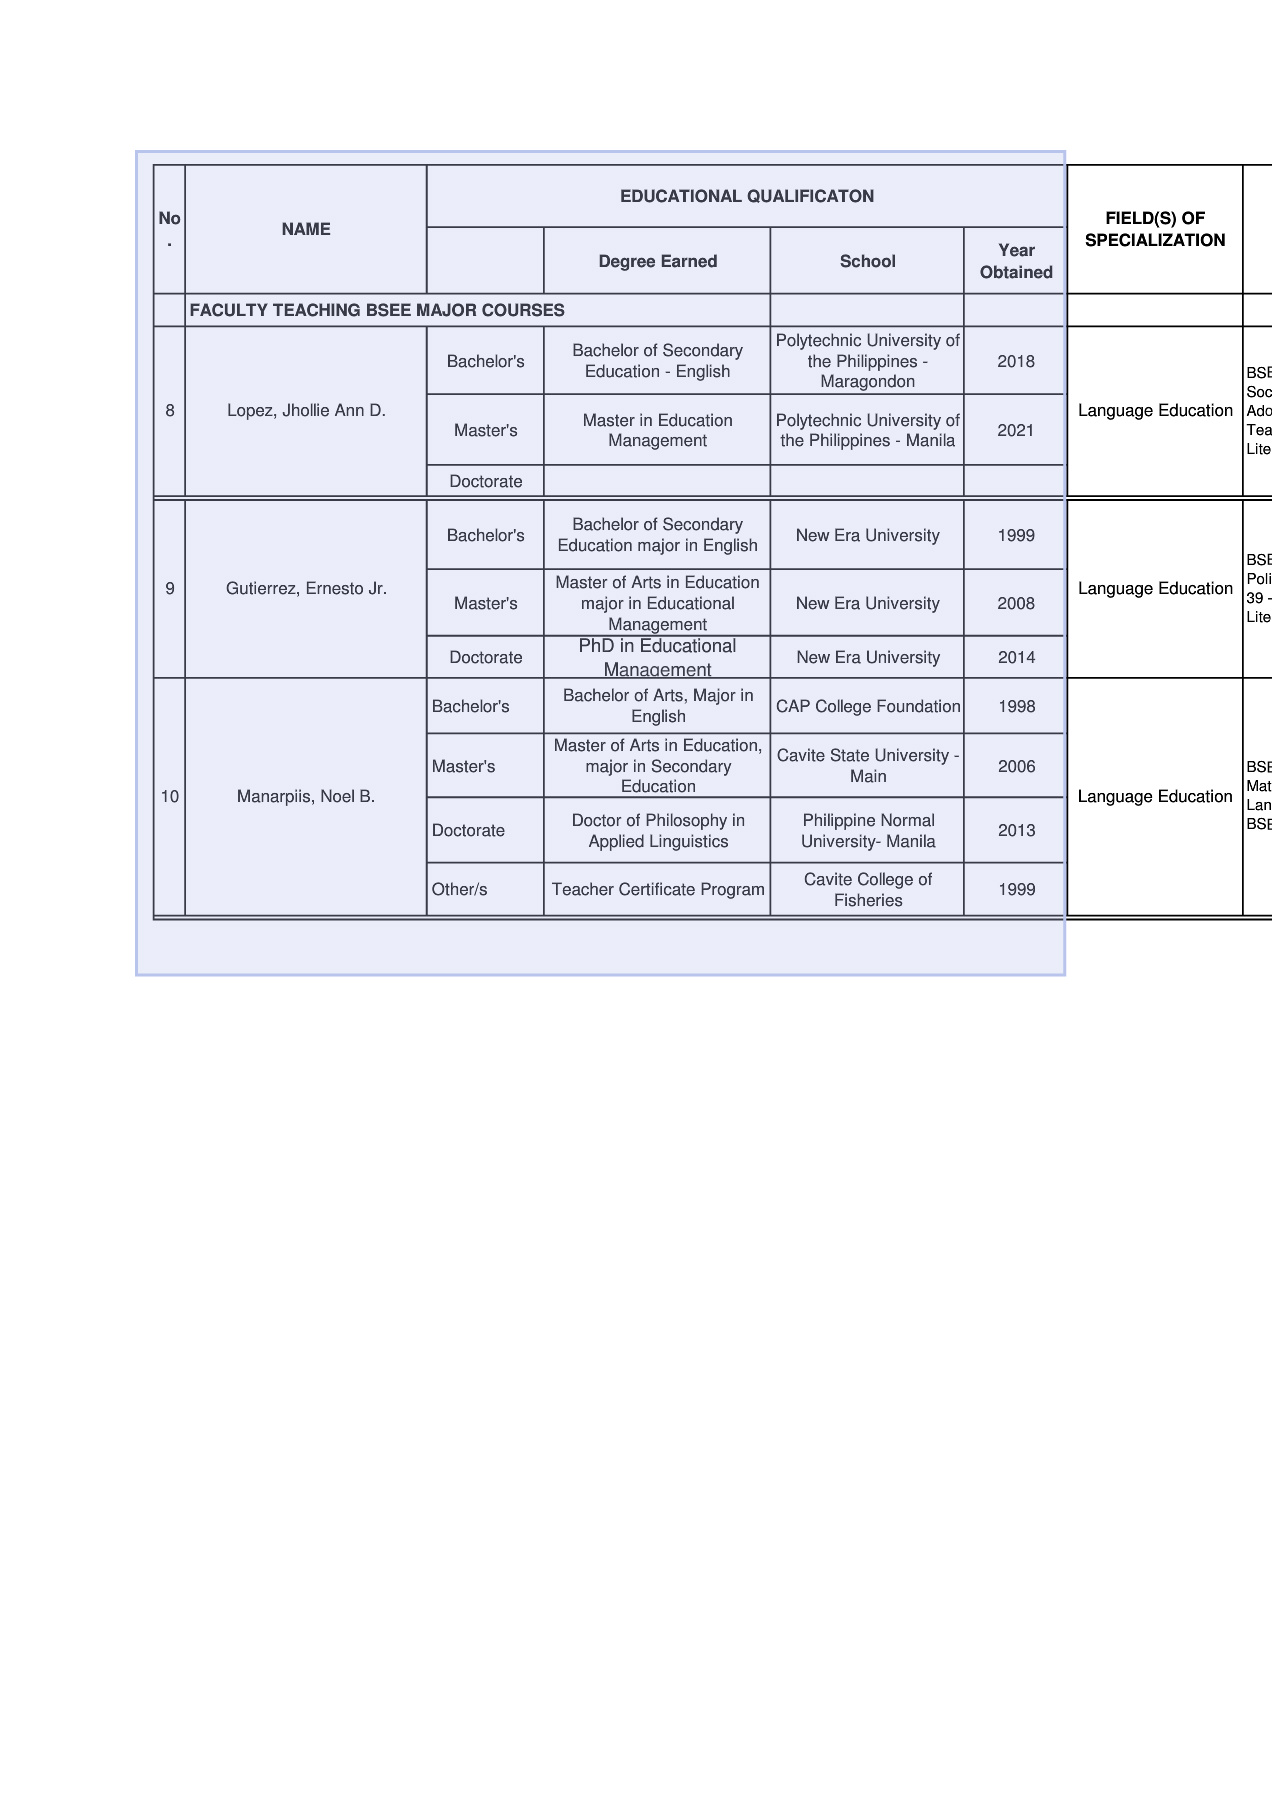 No
.
NAME
EDUCATIONAL QUALIFICATON
FIELD(S) OF
SPECIALIZATION
Degree Earned
School
Year
Obtained
FACULTY TEACHING BSEE MAJOR COURSES
8
Lopez, Jhollie Ann D.
Bachelor's
Bachelor of Secondary
Education - English
Polytechnic University of
the Philippines -
Maragondon
2018
Master's
Master in Education
Management
Polytechnic University of
the Philippines - Manila
2021
Doctorate
Language Education
BSE
Soc
Ado
Tea
Lite
9
Gutierrez, Ernesto Jr.
Bachelor's
Bachelor of Secondary
Education major in English
New Era University
1999
Master's
Master of Arts in Education
major in Educational
Management
New Era University
2008
Doctorate
PhD in Educational
Management
New Era University
2014
Language Education
BSE
Poli
39 -
Lite
10
Manarpiis, Noel B.
Bachelor's
Bachelor of Arts, Major in
English
CAP College Foundation
1998
Master's
Master of Arts in Education,
major in Secondary
Education
Cavite State University -
Main
2006
Doctorate
Doctor of Philosophy in
Applied Linguistics
Philippine Normal
University- Manila
2013
Other/s
Teacher Certificate Program
Cavite College of
Fisheries
1999
Language Education
BSE
Mat
Lan
BSE